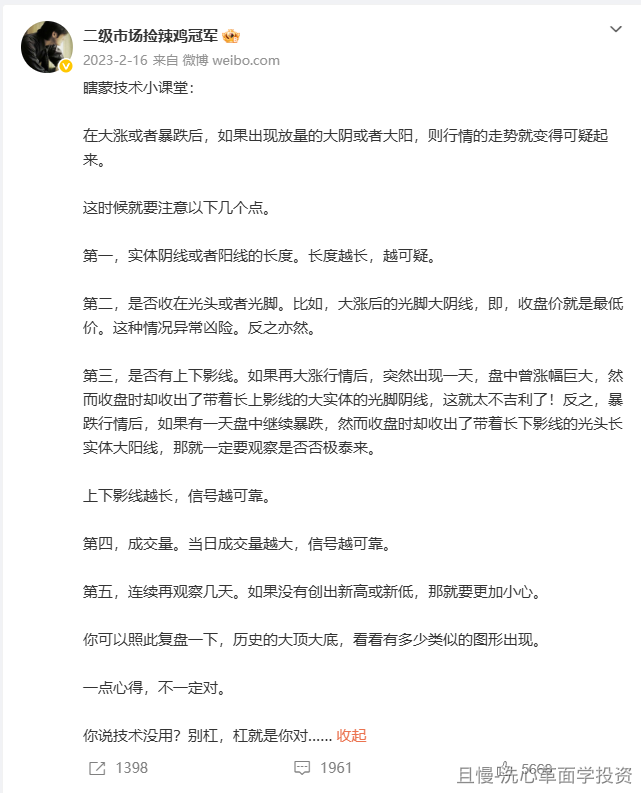 二级市场捡辣鸡冠军
2023-2-16 来自 微博 weibo.com
瞎蒙技术小课堂：
在大涨或者暴跌后，如果出现放量的大阴或者大阳，则行情的走势就变得可疑起
来。
这时候就要注意以下几个点。
第一，实体阴线或者阳线的长度。长度越长，越可疑。
第二，是否收在光头或者光脚。比如，大涨后的光脚大阴线，即，收盘价就是最低
价。这种情况异常凶险。反之亦然。
第三，是否有上下影线。如果再大涨行情后，突然出现一天，盘中曾涨幅巨大，然
而收盘时却收出了带着长上影线的大实体的光脚阴线，这就太不吉利了！反之，暴
跌行情后，如果有一天盘中继续暴跌，然而收盘时却收出了带着长下影线的光头长
实体大阳线，那就一定要观察是否否极泰来。
上下影线越长，信号越可靠。
第四，成交量。当日成交量越大，信号越可靠。
第五，连续再观察几天。如果没有创出新高或新低，那就要更加小心。
你可以照此复盘一下，历史的大顶大底，看看有多少类似的图形出现。
一点心得，不一定对。
你说技术没用？别杠，杠就是你对…… 收起
1398 1961 5669
且慢-洗心革面学投资